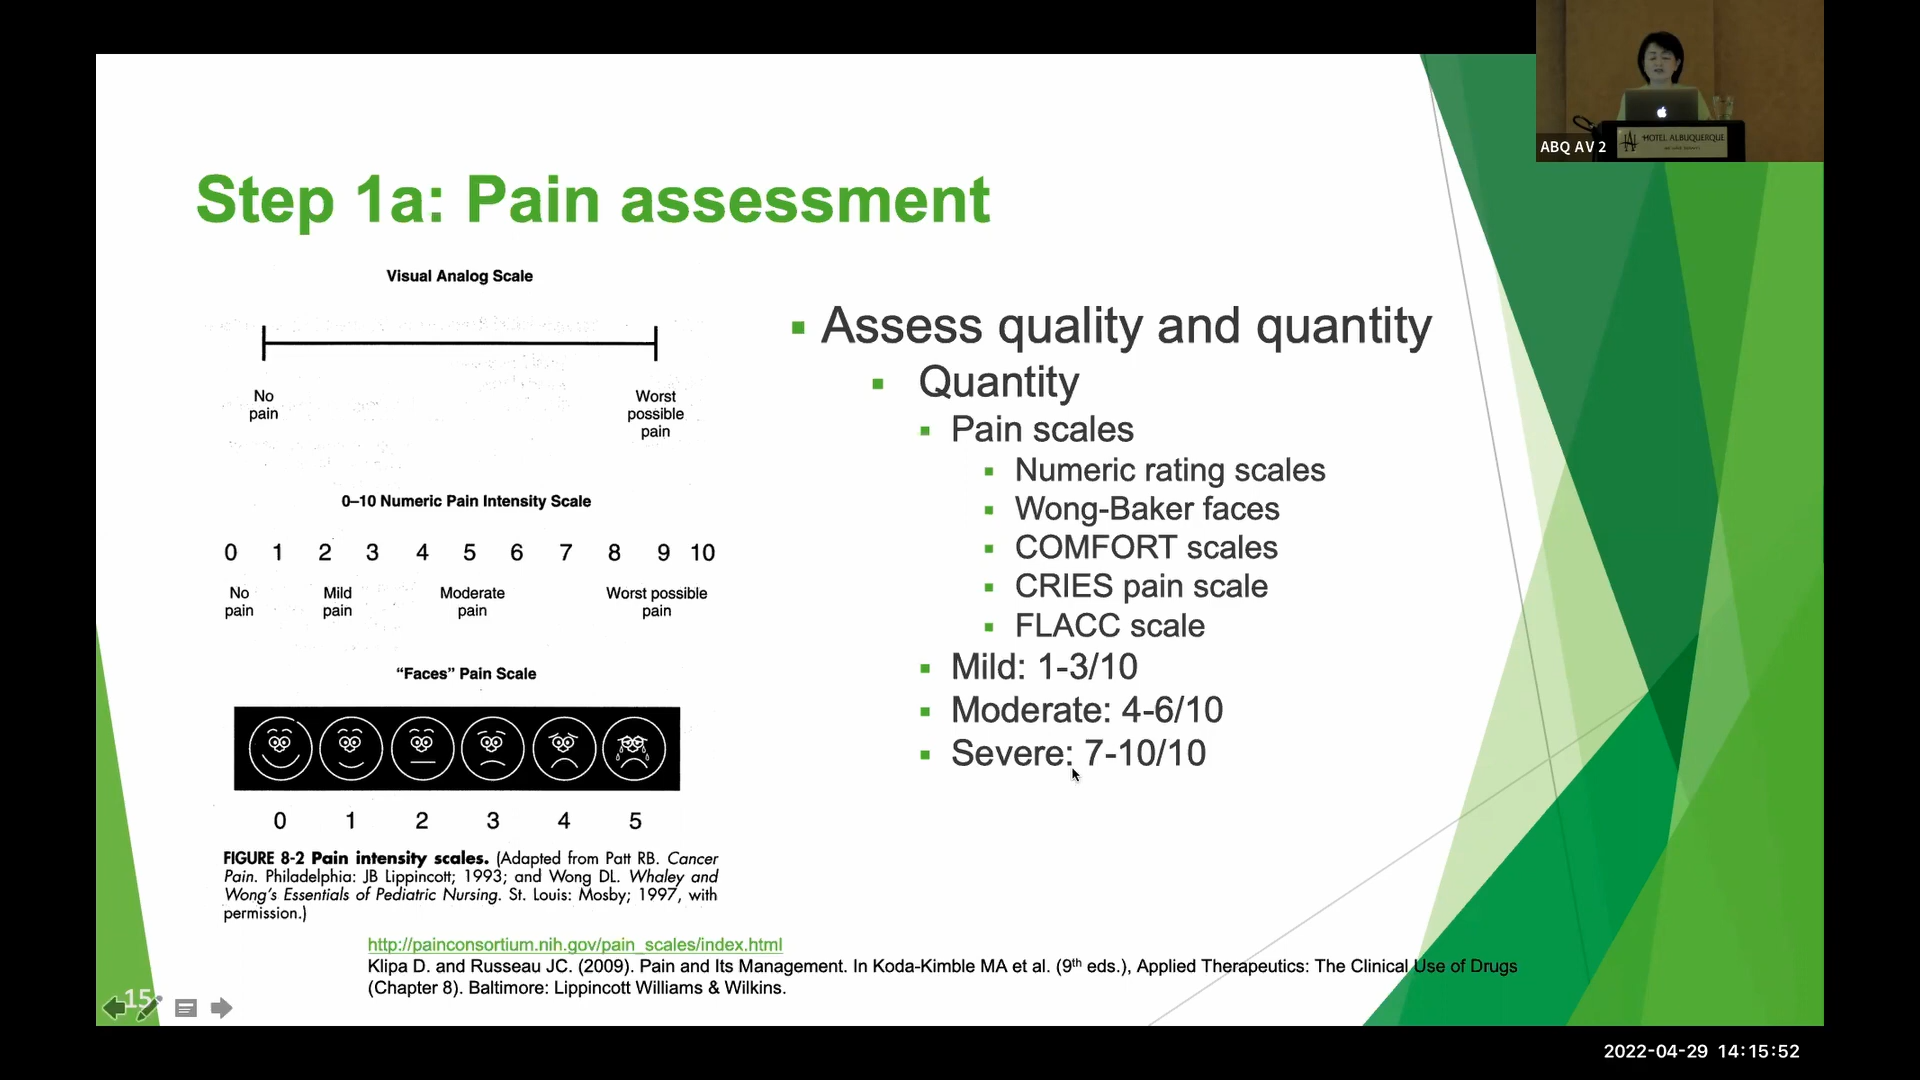 HOTEL ALBUQUERQUE
ABQ AV 2
Step 1a: Pain assessment
Visual Analog Scale
No
pain
Worst
possible
pain
0–10 Numeric Pain Intensity Scale
0 1 2 3 4 5 6 7 8 9 10
No
pain
Mild
pain
Moderate
pain
Worst possible
pain
“Faces” Pain Scale
0 1 2 3 4 5
FIGURE 8-2 Pain intensity scales. (Adapted from Patt RB. Cancer
Pain. Philadelphia: JB Lippincott; 1993; and Wong DL. Whaley and
Wong’s Essentials of Pediatric Nursing. St. Louis: Mosby; 1997, with
permission.)
Assess quality and quantity
Quantity
Pain scales
Numeric rating scales
Wong-Baker faces
COMFORT scales
CRIES pain scale
FLACC scale
Mild: 1-3/10
Moderate: 4-6/10
Severe: 7-10/10
http://painconsortium.nih.gov/pain_scales/index.html
Klipa D. and Russeau JC. (2009). Pain and Its Management. In Koda-Kimble MA et al. (9th eds.), Applied Therapeutics: The Clinical Use of Drugs
(Chapter 8). Baltimore: Lippincott Williams & Wilkins.
15
2022-04-29 14:15:52